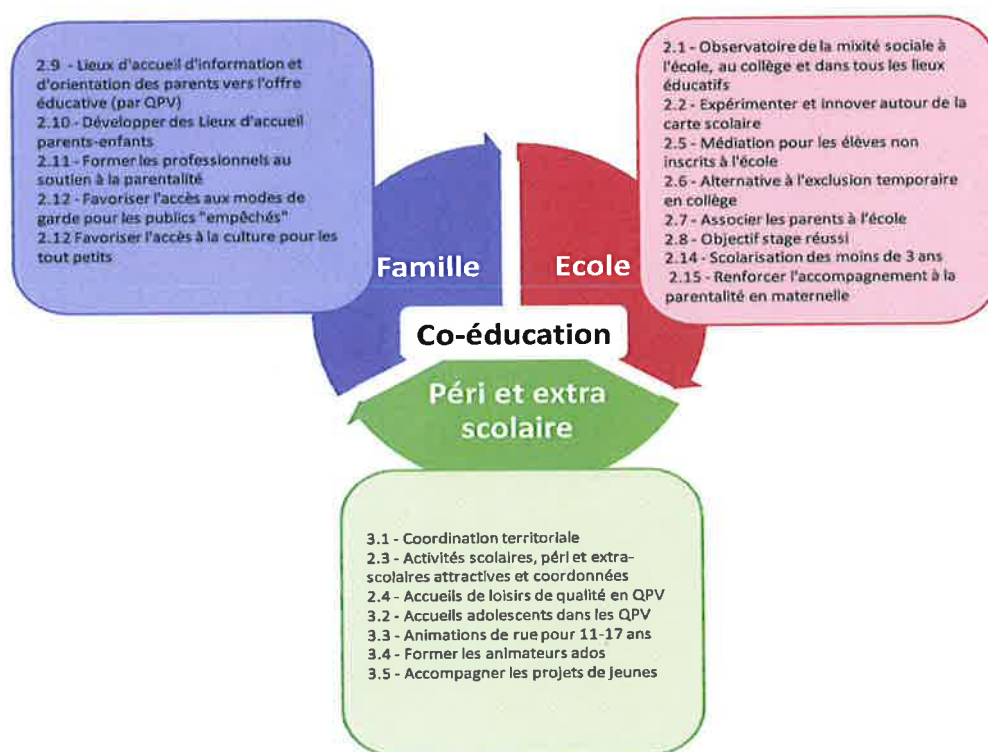 2.9 - Lieux d'accueil d'information et
d'orientation des parents vers l'offre
éducative (par QPV)
2.10 - Développer des Lieux d'accueil
parents-enfants
2.11 - Former les professionnels au
soutien à la parentalité
2.12 - Favoriser l'accès aux modes de
garde pour les publics "empêchés"
2.12 Favoriser l'accès à la culture pour les
tout petits
2.1 - Observatoire de la mixité sociale à
l'école, au collège et dans tous les lieux
éducatifs
2.2 - Expérimenter et innover autour de la
carte scolaire
2.5 - Médiation pour les élèves non
inscrits à l'école
2.6 - Alternative à l'exclusion temporaire
en collège
2.7 - Associer les parents à l'école
2.8 - Objectif stage réussi
2.14 - Scolarisation des moins de 3 ans
2.15 - Renforcer l'accompagnement à la
parentalité en maternelle
Famille
Ecole
Co-éducation
Péri et extra
scolaire
3.1 - Coordination territoriale
2.3 - Activités scolaires, péri et extra-
scolaires attractives et coordonnées
2.4 - Accueils de loisirs de qualité en QPV
3.2 - Accueils adolescents dans les QPV
3.3 - Animations de rue pour 11-17 ans
3.4 - Former les animateurs ados
3.5 - Accompagner les projets de jeunes